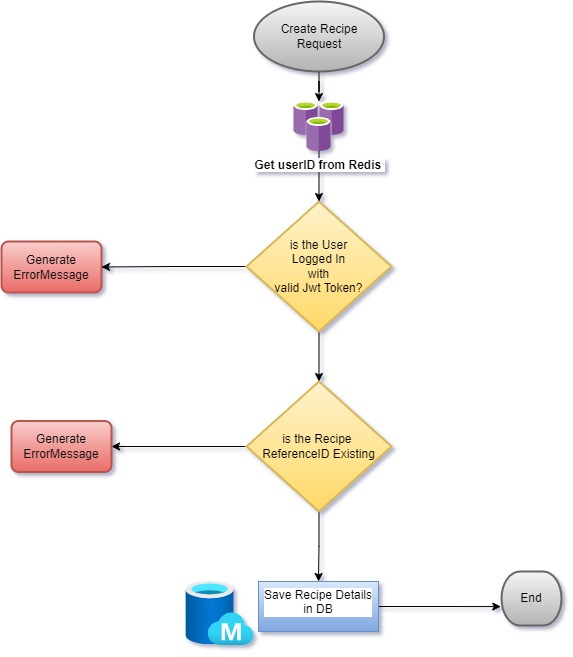 Create Recipe
Request
Get userID from Redis
is the User
Logged In
with
valid Jwt Token?
Generate
ErrorMessage
is the Recipe
ReferenceID Existing
Generate
ErrorMessage
Save Recipe Details
in DB
M
End